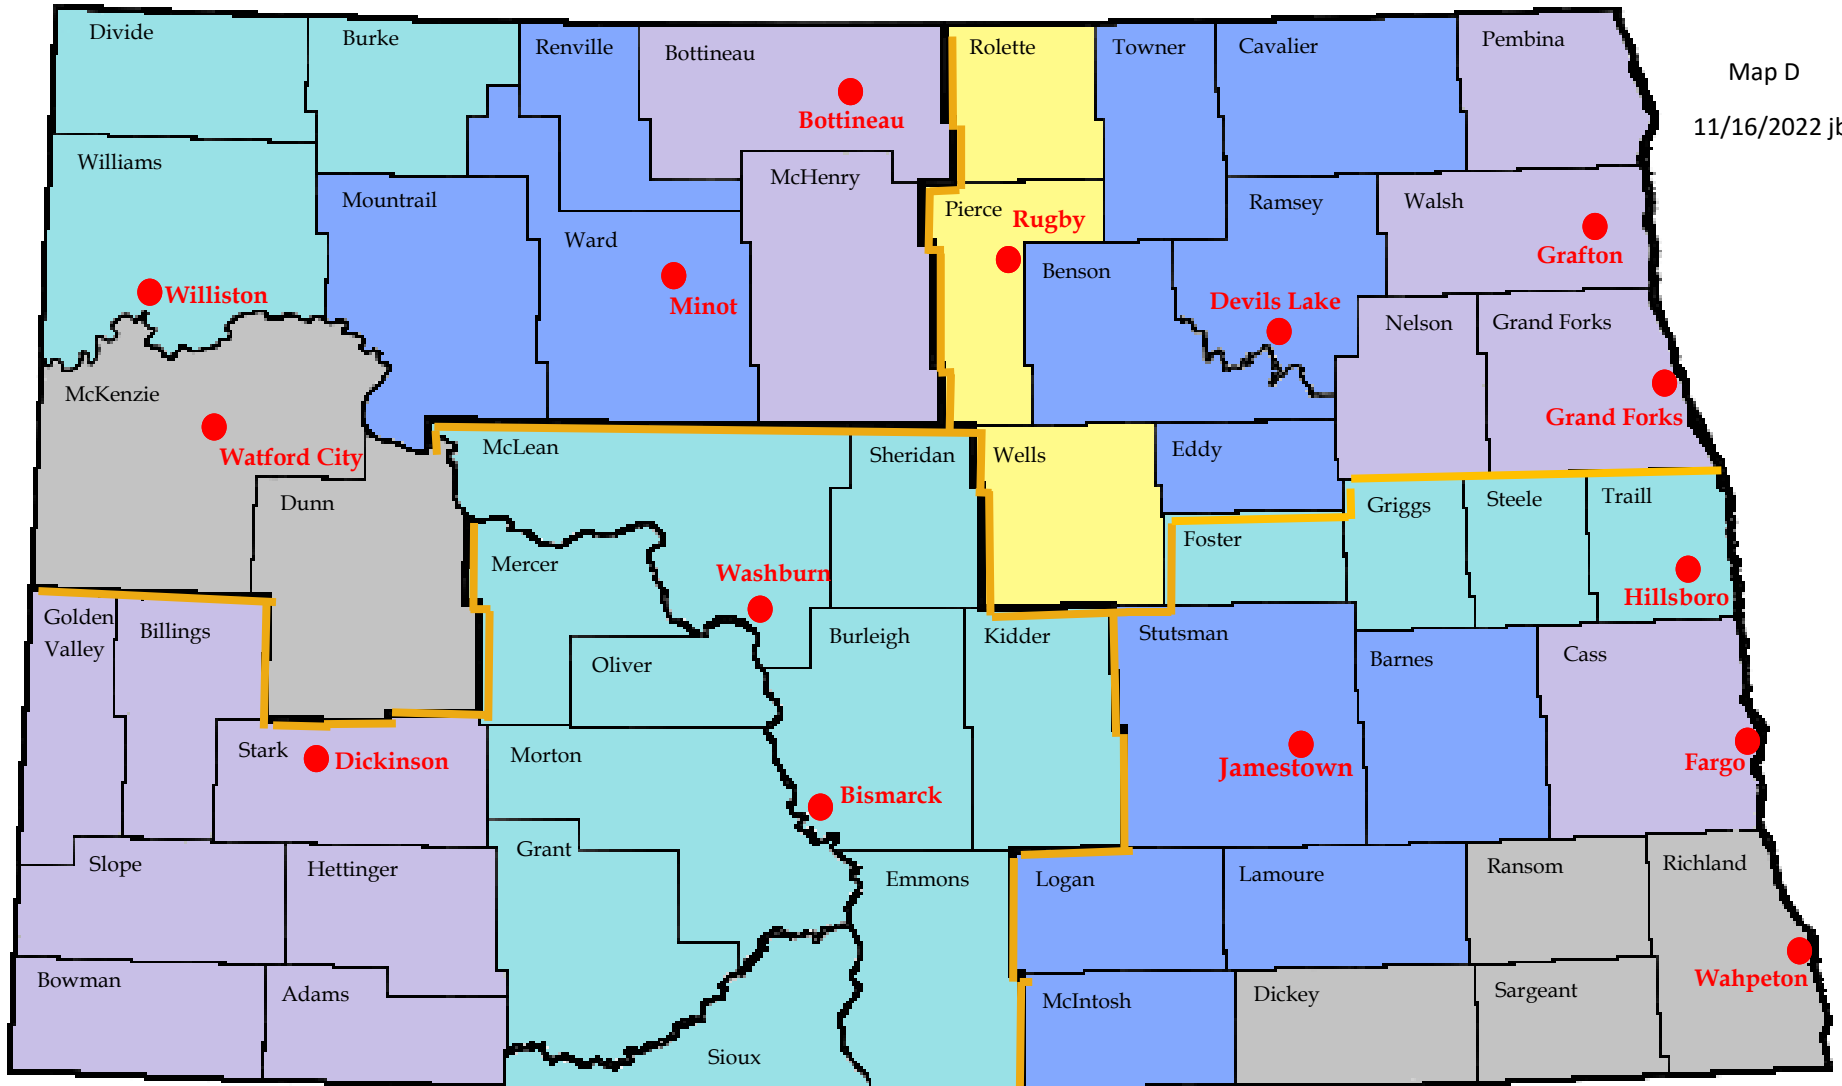 Divide
Burke
Renville
Bottineau
Rolette
Towner
Cavalier
Pembina
Map D
11/16/2022 jb
Bottineau
Williams
Mountrail
McHenry
Pierce
Rugby
Ramsey
Walsh
Ward
Grafton
Benson
Williston
Minot
Devils Lake
Nelson
Grand Forks
McKenzie
Grand Forks
Watford City
McLean
Sheridan
Wells
Eddy
Dunn
Griggs
Steele
Traill
Foster
Mercer
Washburn
Hillsboro
Golden
Valley
Billings
Burleigh
Kidder
Stutsman
Oliver
Barnes
Cass
Stark
Dickinson
Morton
Jamestown
Fargo
Bismarck
Slope
Hettinger
Grant
Emmons
Logan
Lamoure
Ransom
Richland
Bowman
Adams
McIntosh
Dickey
Sargeant
Wahpeton
Sioux